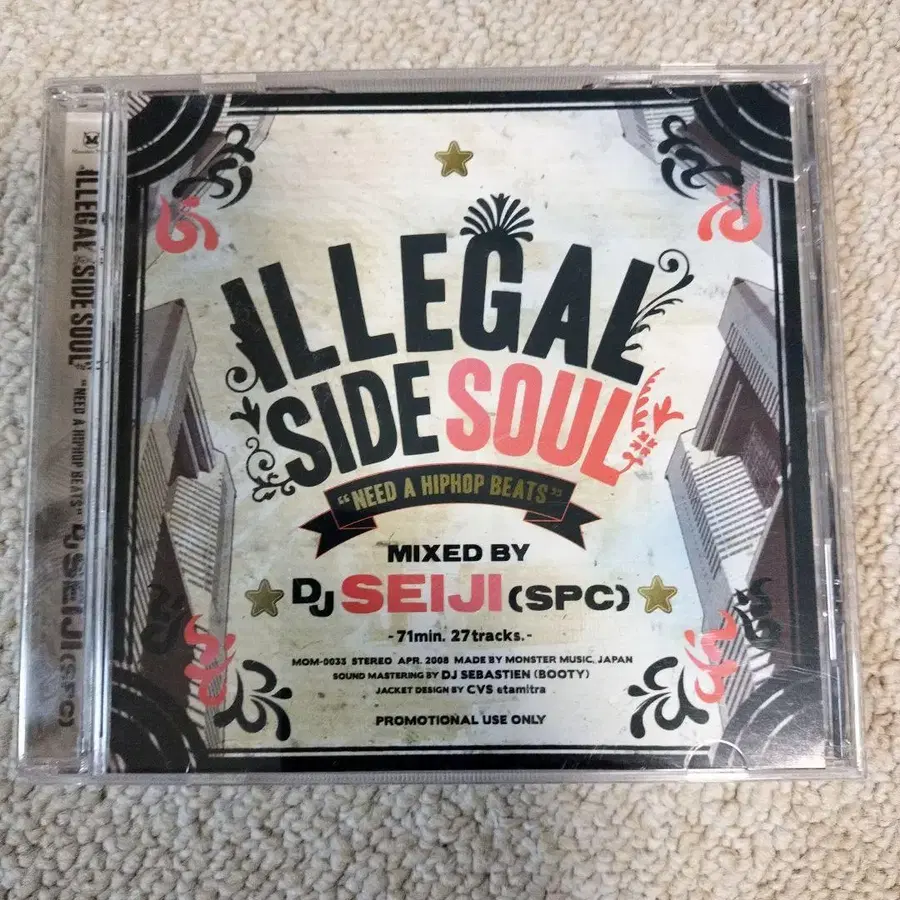 ILLEGAL
SIDE SOUL
"NEED A HIPHOP BEATS"
MIXED BY
DJ SEIJI (SPC)
-71min. 27tracks.-
MOM-0033 STEREO APR. 2008 MADE BY MONSTER MUSIC, JAPAN
SOUND MASTERING BY DJ SEBASTIEN (BOOTY)
JACKET DESIGN BY CVS etamitra
PROMOTIONAL USE ONLY
ILLEGAL SIDE SOUL "NEED A HIPHOP BEATS" DJ SEIJI (SPC)